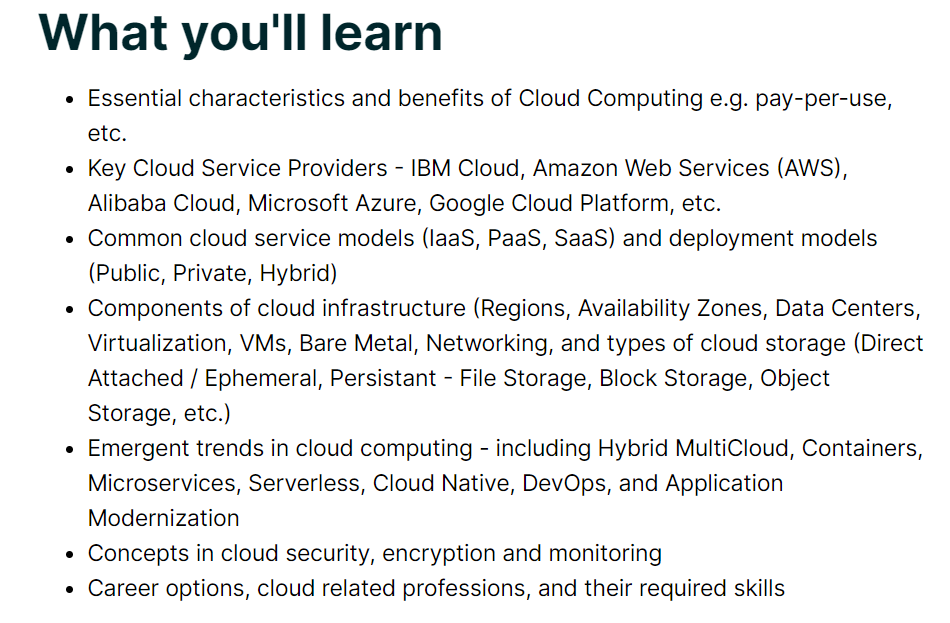 What you'll learn
• Essential characteristics and benefits of Cloud Computing e.g. pay-per-use,
etc.
• Key Cloud Service Providers - IBM Cloud, Amazon Web Services (AWS),
Alibaba Cloud, Microsoft Azure, Google Cloud Platform, etc.
• Common cloud service models (IaaS, PaaS, SaaS) and deployment models
(Public, Private, Hybrid)
• Components of cloud infrastructure (Regions, Availability Zones, Data Centers,
Virtualization, VMs, Bare Metal, Networking, and types of cloud storage (Direct
Attached / Ephemeral, Persistant - File Storage, Block Storage, Object
Storage, etc.)
• Emergent trends in cloud computing - including Hybrid MultiCloud, Containers,
Microservices, Serverless, Cloud Native, DevOps, and Application
Modernization
• Concepts in cloud security, encryption and monitoring
• Career options, cloud related professions, and their required skills